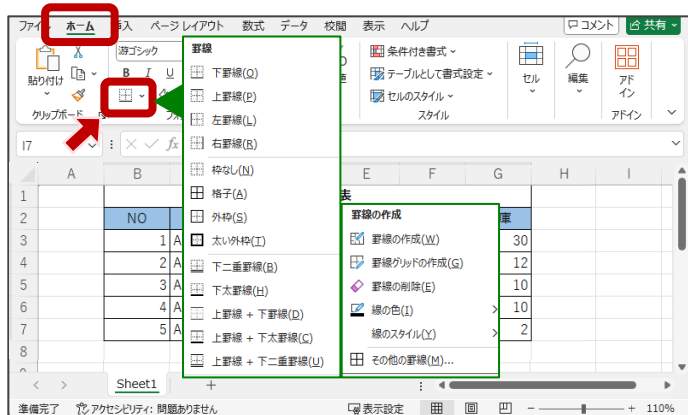 ファイル ホーム 挿入 ページ レイアウト 数式 データ 校閲 表示 ヘルプ コメント 共有
貼り付け
クリップボード
游ゴシック
B I U
条件付き書式
テーブルとして書式設定
セルのスタイル
スタイル
セル
編集
アド
イン
アドイン
I7
fx
A B E F G H I
1 表
2 NO 庫
3 1 A 30
4 2 A 12
5 3 A 10
6 4 A 10
7 5 A 2
8
罫線
下罫線(O)
上罫線(P)
左罫線(L)
右罫線(R)
枠なし(N)
格子(A)
外枠(S)
太い外枠(T)
下二重罫線(B)
下太罫線(H)
上罫線 + 下罫線(D)
上罫線 + 下太罫線(C)
上罫線 + 下二重罫線(U)
罫線の作成
罫線の作成(W)
罫線グリッドの作成(G)
罫線の削除(E)
線の色(I)
線のスタイル(Y)
その他の罫線(M)...
Sheet1
準備完了 アクセシビリティ: 問題ありません 表示設定 110%